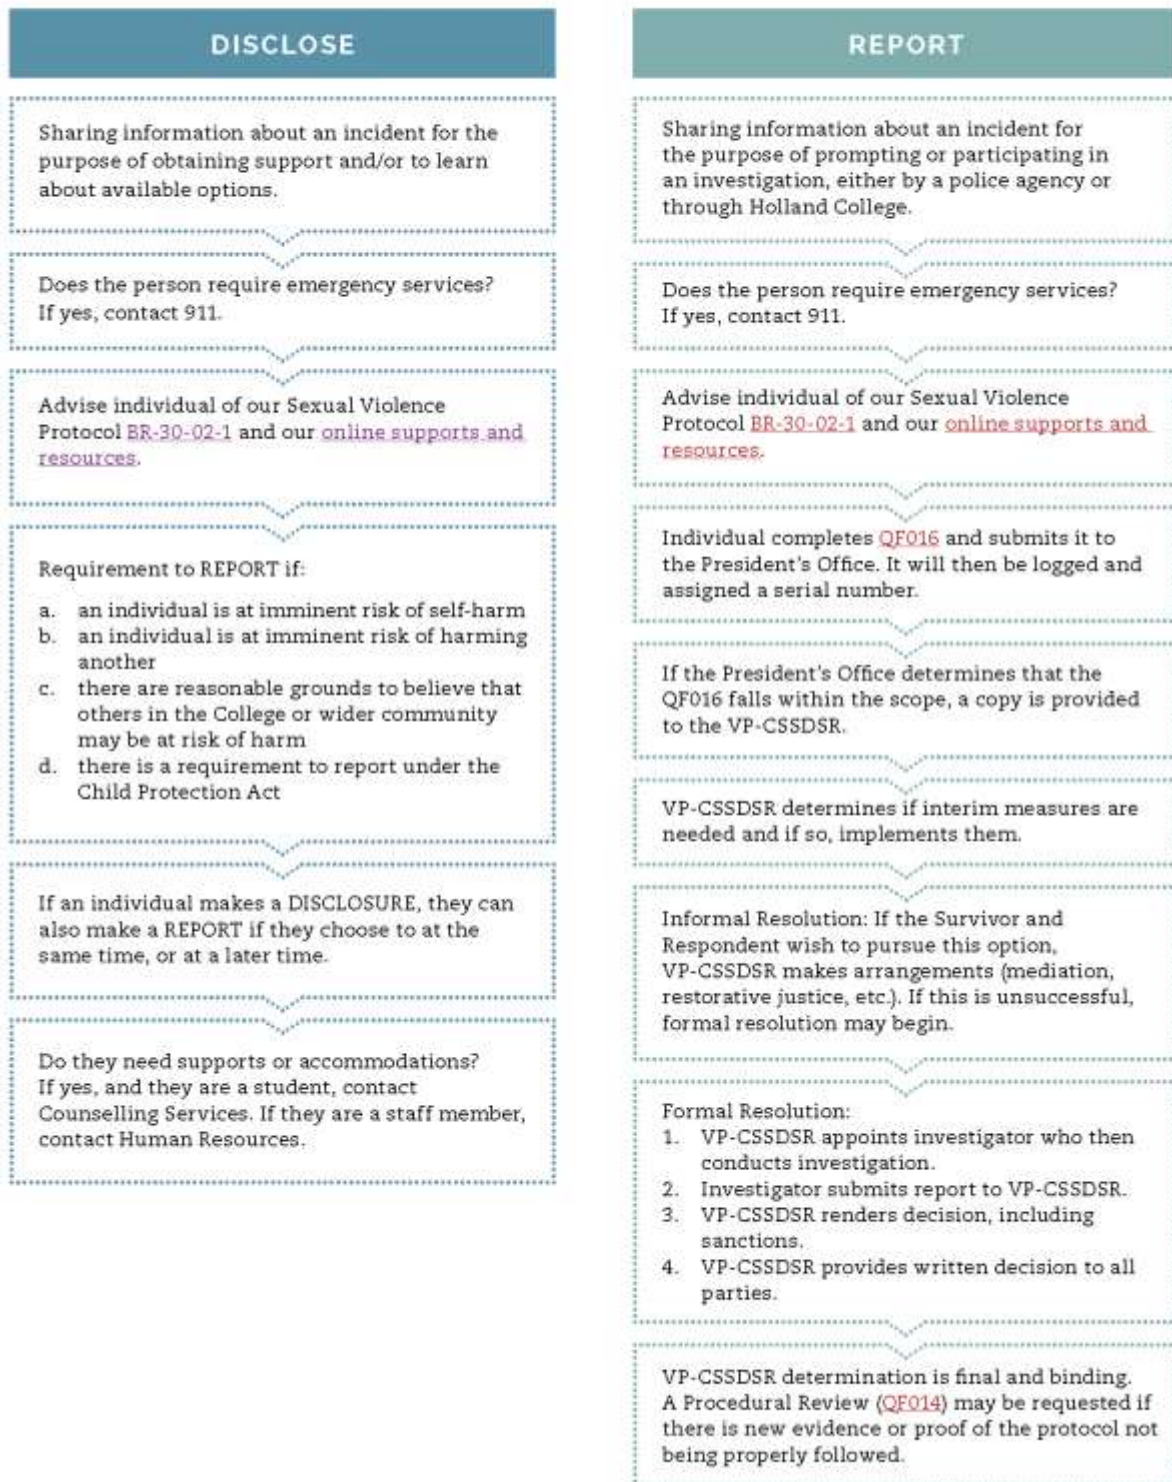 DISCLOSE
Sharing information about an incident for the
purpose of obtaining support and/or to learn
about available options.
Does the person require emergency services?
If yes, contact 911.
Advise individual of our Sexual Violence
Protocol BR-30-02-1 and our online supports and
resources.
Requirement to REPORT if:
a. an individual is at imminent risk of self-harm
b. an individual is at imminent risk of harming
another
c. there are reasonable grounds to believe that
others in the College or wider community
may be at risk of harm
d. there is a requirement to report under the
Child Protection Act
If an individual makes a DISCLOSURE, they can
also make a REPORT if they choose to at the
same time, or at a later time.
Do they need supports or accommodations?
If yes, and they are a student, contact
Counselling Services. If they are a staff member,
contact Human Resources.
REPORT
Sharing information about an incident for
the purpose of prompting or participating in
an investigation, either by a police agency or
through Holland College.
Does the person require emergency services?
If yes, contact 911.
Advise individual of our Sexual Violence
Protocol BR-30-02-1 and our online supports and
resources.
Individual completes QF016 and submits it to
the President's Office. It will then be logged and
assigned a serial number.
If the President's Office determines that the
QF016 falls within the scope, a copy is provided
to the VP-CSSDSR.
VP-CSSDSR determines if interim measures are
needed and if so, implements them.
Informal Resolution: If the Survivor and
Respondent wish to pursue this option,
VP-CSSDSR makes arrangements (mediation,
restorative justice, etc.). If this is unsuccessful,
formal resolution may begin.
Formal Resolution:
1. VP-CSSDSR appoints investigator who then
conducts investigation.
2. Investigator submits report to VP-CSSDSR.
3. VP-CSSDSR renders decision, including
sanctions.
4. VP-CSSDSR provides written decision to all
parties.
VP-CSSDSR determination is final and binding.
A Procedural Review (QF014) may be requested if
there is new evidence or proof of the protocol not
being properly followed.